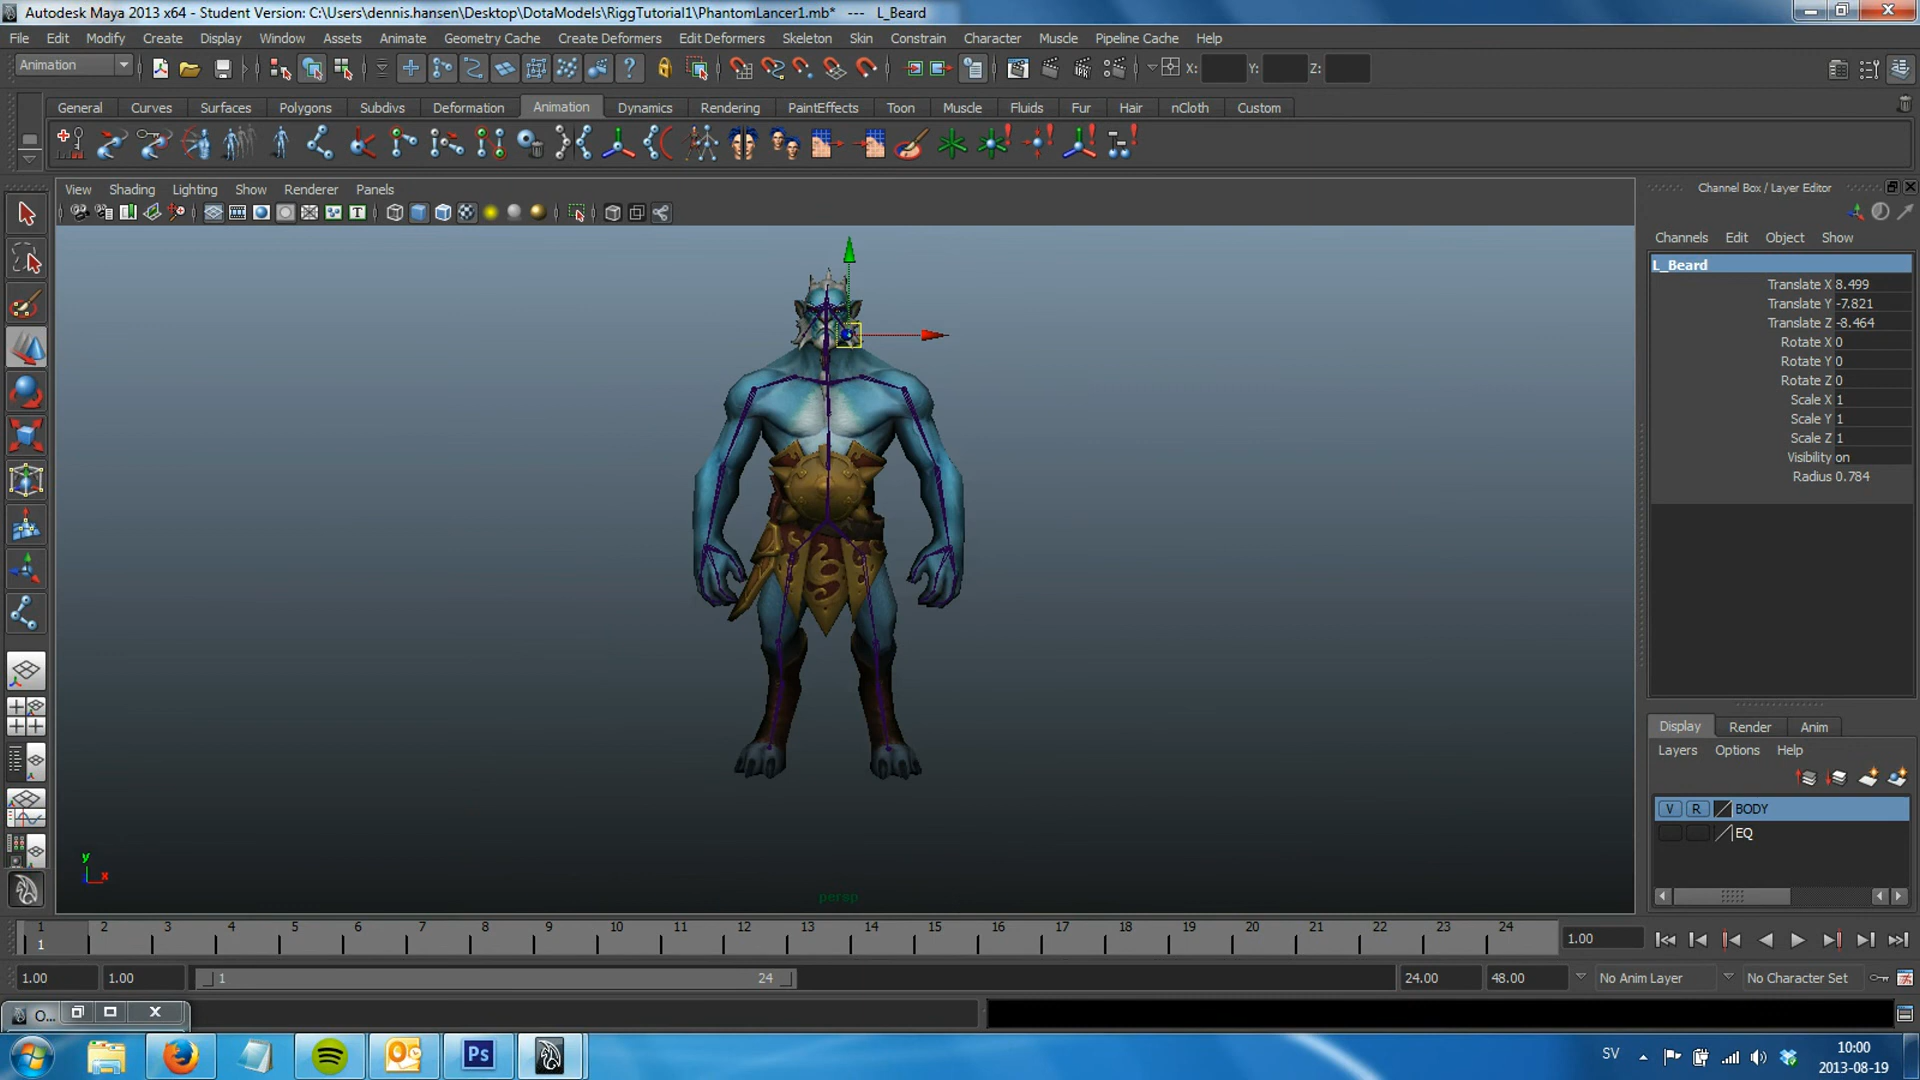 Autodesk Maya 2013 x64 - Student Version: C:\Users\dennis.hansen\Desktop\DotaModels\RiggTutorial1\PhantomLancer1.mb* --- L_Beard
File Edit Modify Create Display Window Assets Animate Geometry Cache Create Deformers Edit Deformers Skeleton Skin Constrain Character Muscle Pipeline Cache Help
Animation X: Y: Z:
General Curves Surfaces Polygons Subdivs Deformation Animation Dynamics Rendering PaintEffects Toon Muscle Fluids Fur Hair nCloth Custom
View Shading Lighting Show Renderer Panels
Channel Box / Layer Editor
Channels Edit Object Show
L_Beard
Translate X 8.499
Translate Y -7.821
Translate Z -8.464
Rotate X 0
Rotate Y 0
Rotate Z 0
Scale X 1
Scale Y 1
Scale Z 1
Visibility on
Radius 0.784
Display Render Anim
Layers Options Help
V R BODY
EQ
y
x
persp
1 2 3 4 5 6 7 8 9 10 11 12 13 14 15 16 17 18 19 20 21 22 23 24
1
1.00
1.00 1.00 1 24 24.00 48.00 No Anim Layer No Character Set
O...
Ps
SV
10:00
2013-08-19